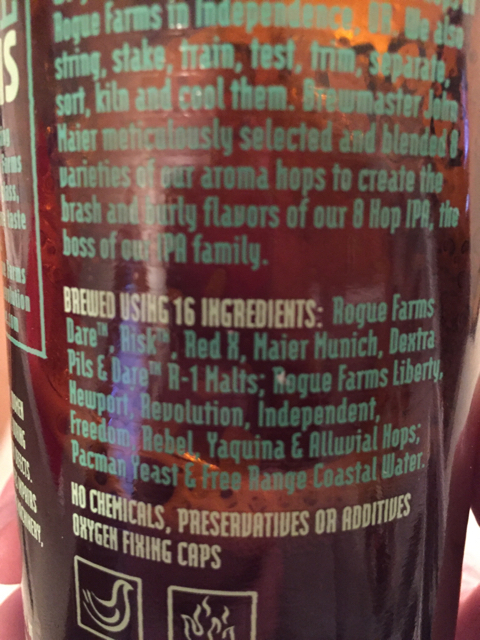 Rogue Farms in Independence, OR. We also
string, stake, train, test, trim, separate,
sort, kiln and cool them. Brewmaster John
Maier meticulously selected and blended 8
varieties of our aroma hops to create the
brash and burly flavors of our 8 Hop IPA, the
boss of our IPA family.
BREWED USING 16 INGREDIENTS: Rogue Farms
Dare™, Risk™, Red X, Maier Munich, Dextra
Pils & Dare™ R-1 Malts; Rogue Farms Liberty,
Newport, Revolution, Independent,
Freedom, Rebel, Yaquina & Alluvial Hops;
Pacman Yeast & Free Range Coastal Water.
NO CHEMICALS, PRESERVATIVES OR ADDITIVES
OXYGEN FIXING CAPS